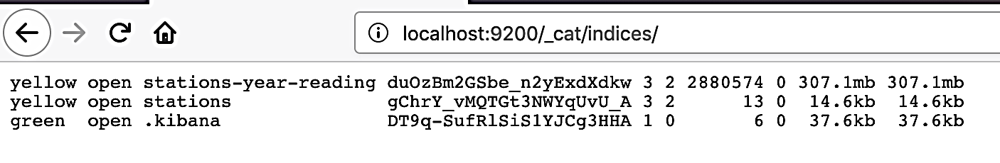 localhost:9200/_cat/indices/
yellow open stations-year-reading duOzBm2GSbe_n2yExdXdkw 3 2 2880574 0 307.1mb 307.1mb
yellow open stations gChrY_vMQTGt3NWYqUvU_A 3 2 13 0 14.6kb 14.6kb
green open .kibana DT9q-SufRlSiS1YJCg3HHA 1 0 6 0 37.6kb 37.6kb